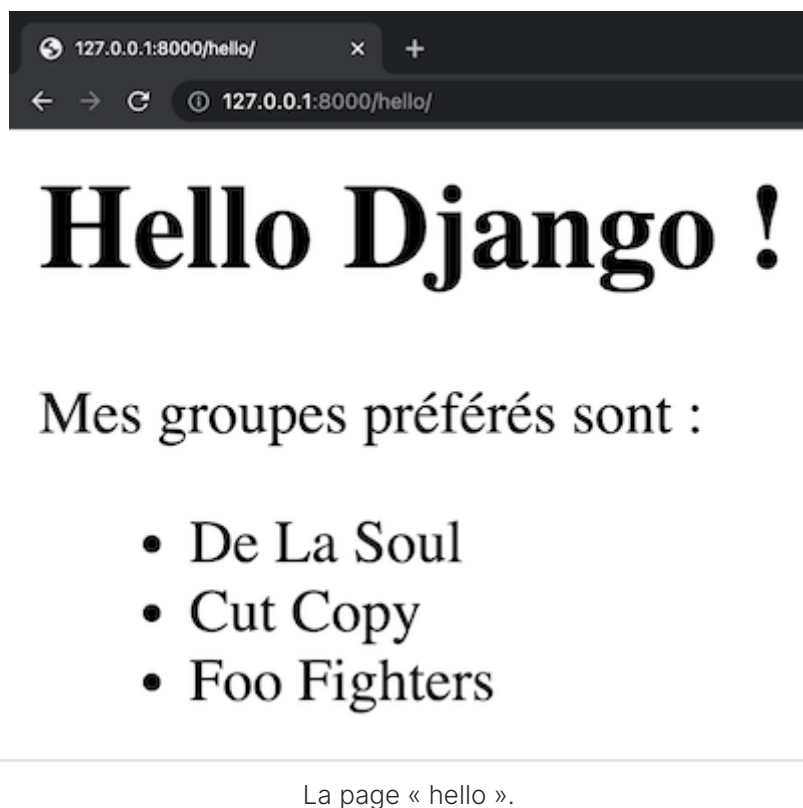 127.0.0.1:8000/hello/
127.0.0.1:8000/hello/
Hello Django !
Mes groupes préférés sont :
• De La Soul
• Cut Copy
• Foo Fighters
La page « hello ».